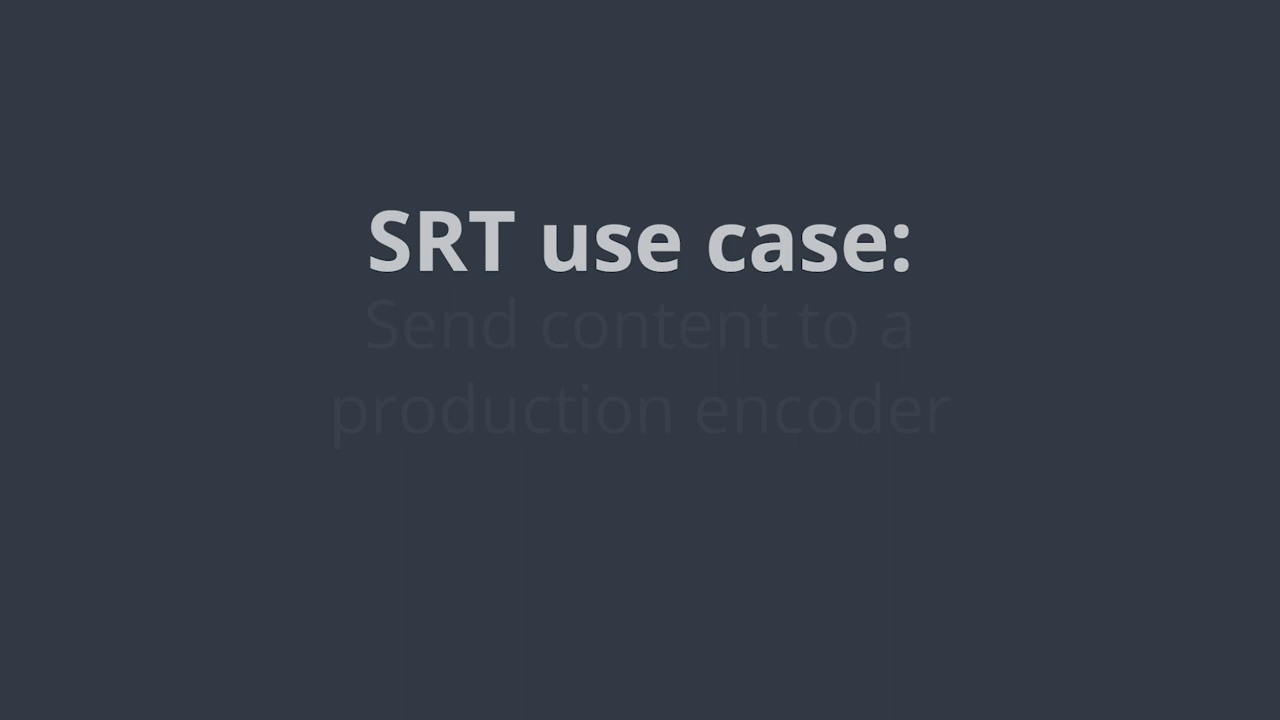 SRT use case:
Send content to a
production encoder